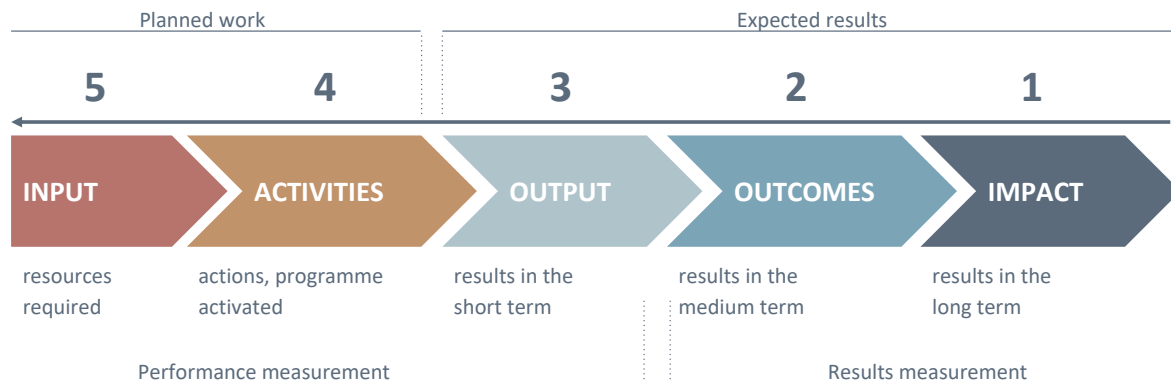 Planned work
Expected results
5
4
3
2
1
INPUT
ACTIVITIES
OUTPUT
OUTCOMES
IMPACT
resources
required
actions, programme
activated
results in the
short term
results in the
medium term
results in the
long term
Performance measurement
Results measurement